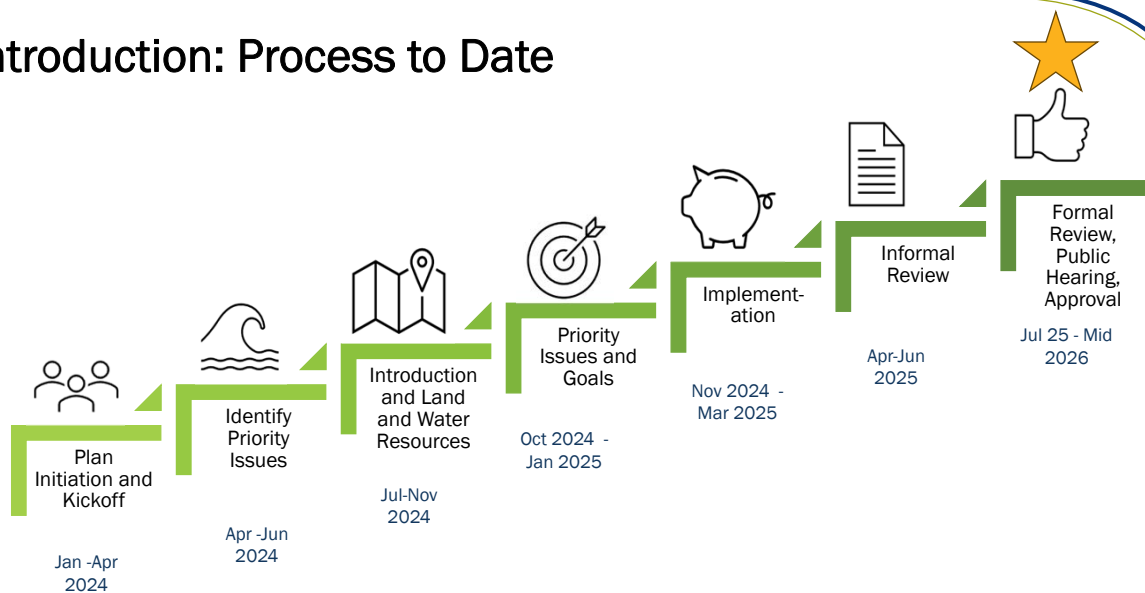 ntroduction: Process to Date
Plan
Initiation and
Kickoff
Jan -Apr
2024
Identify
Priority
Issues
Apr -Jun
2024
Introduction
and Land
and Water
Resources
Jul-Nov
2024
Priority
Issues and
Goals
Oct 2024 -
Jan 2025
Implement-
ation
Nov 2024 -
Mar 2025
Informal
Review
Apr-Jun
2025
Formal
Review,
Public
Hearing,
Approval
Jul 25 - Mid
2026